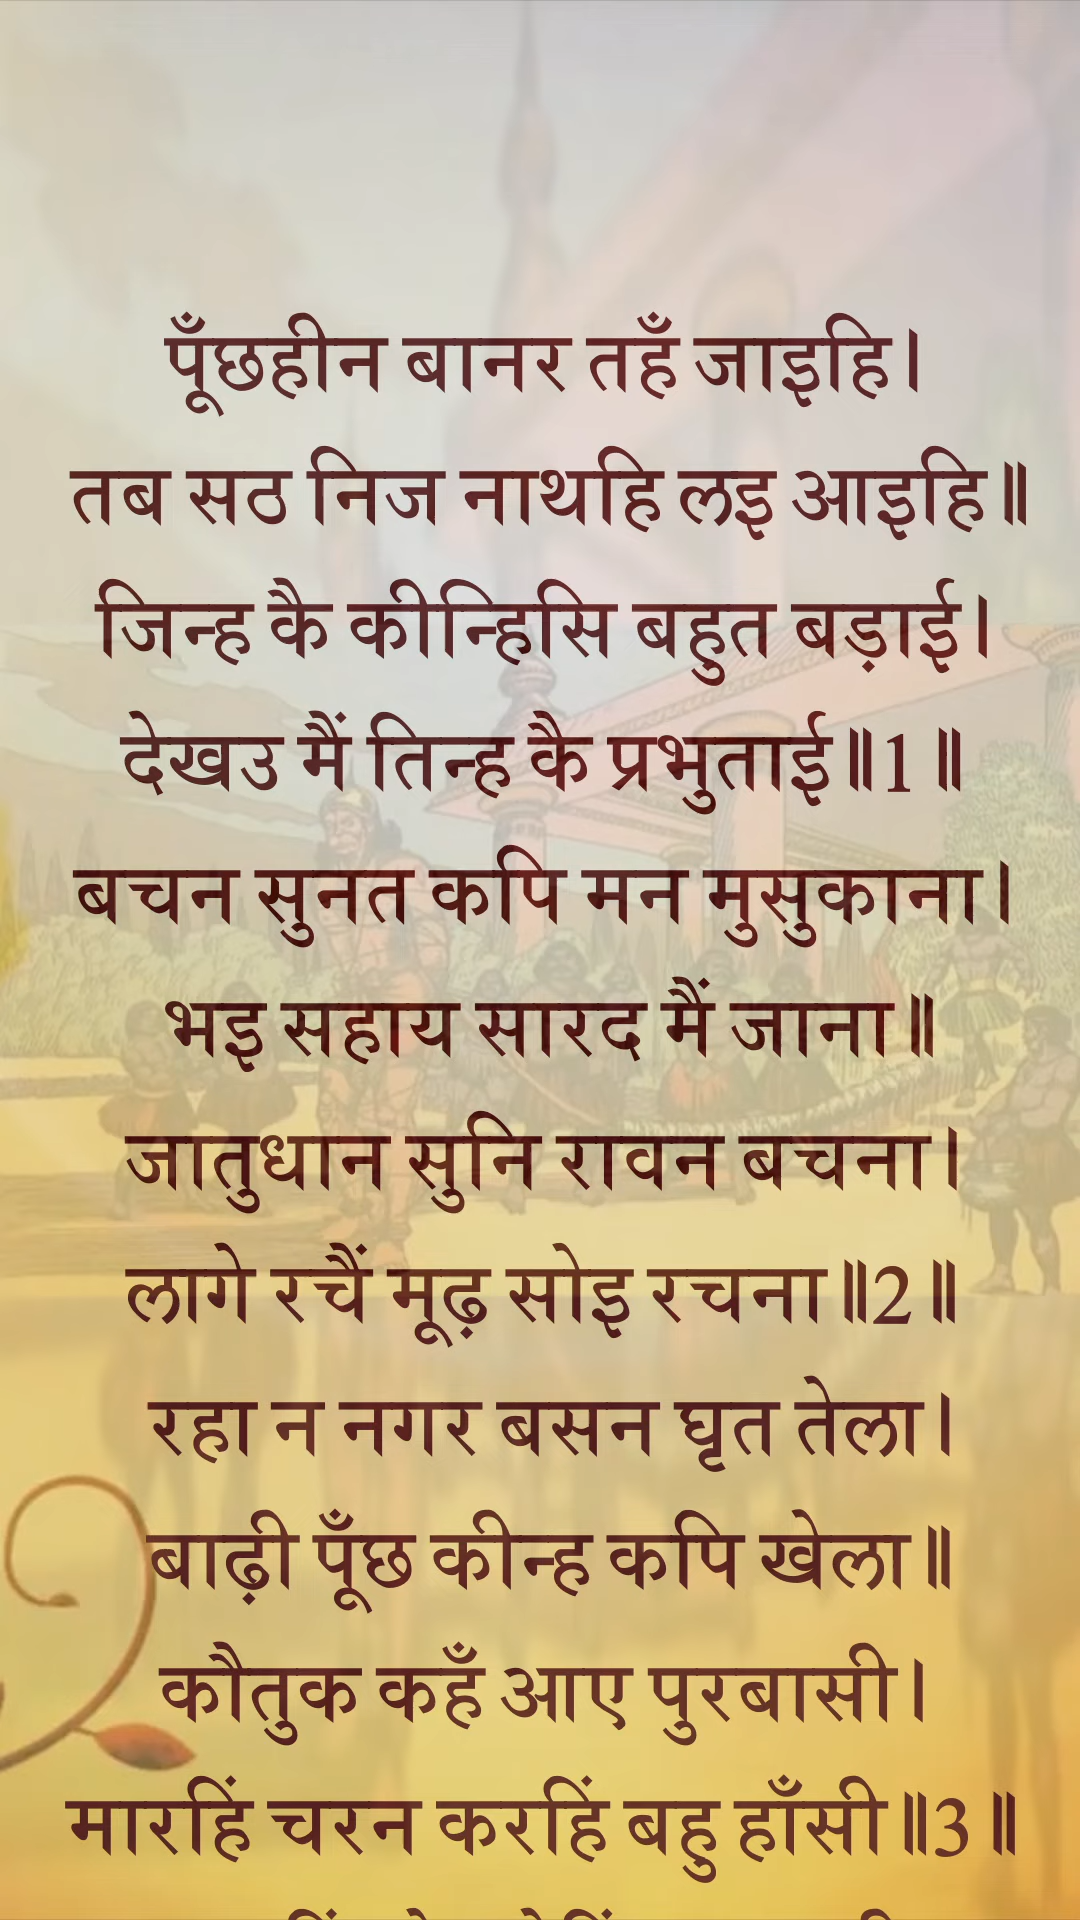 पूँछहीन बानर तहँ जाइहि।
तब सठ निज नाथहि लइ आइहि॥
जिन्ह कै कीन्हिसि बहुत बड़ाई।
देखउ मैं तिन्ह कै प्रभुताई॥1॥
बचन सुनत कपि मन मुसुकाना।
भइ सहाय सारद मैं जाना॥
जातुधान सुनि रावन बचना।
लागे रचैं मूढ़ सोइ रचना॥2॥
रहा न नगर बसन घृत तेला।
बाढ़ी पूँछ कीन्ह कपि खेला॥
कौतुक कहँ आए पुरबासी।
मारहिं चरन करहिं बहु हाँसी॥3॥